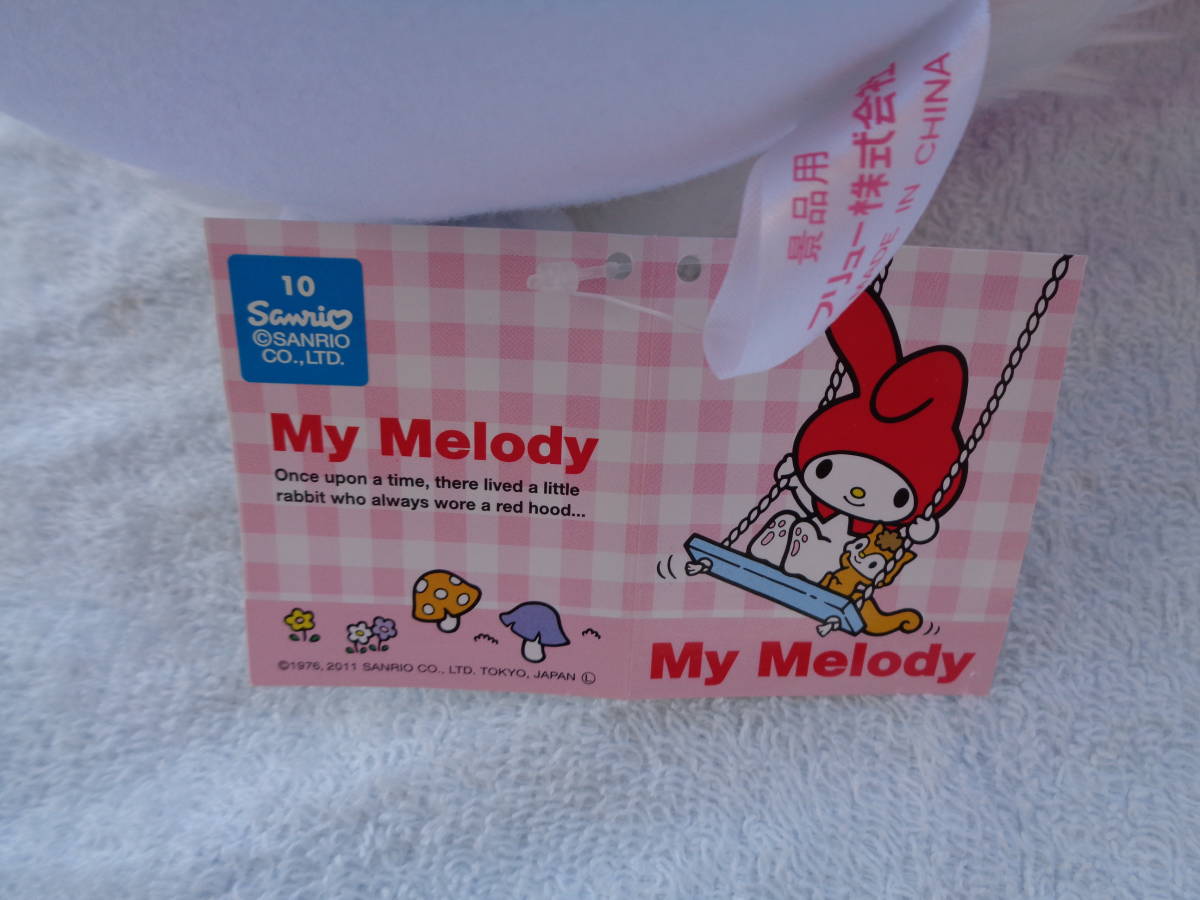 景品用
フリュー株式会社
MADE IN CHINA
10
Sanrio
©SANRIO
CO.,LTD.
My Melody
Once upon a time, there lived a little
rabbit who always wore a red hood...
©1976, 2011 SANRIO CO., LTD. TOKYO, JAPAN Ⓛ
My Melody